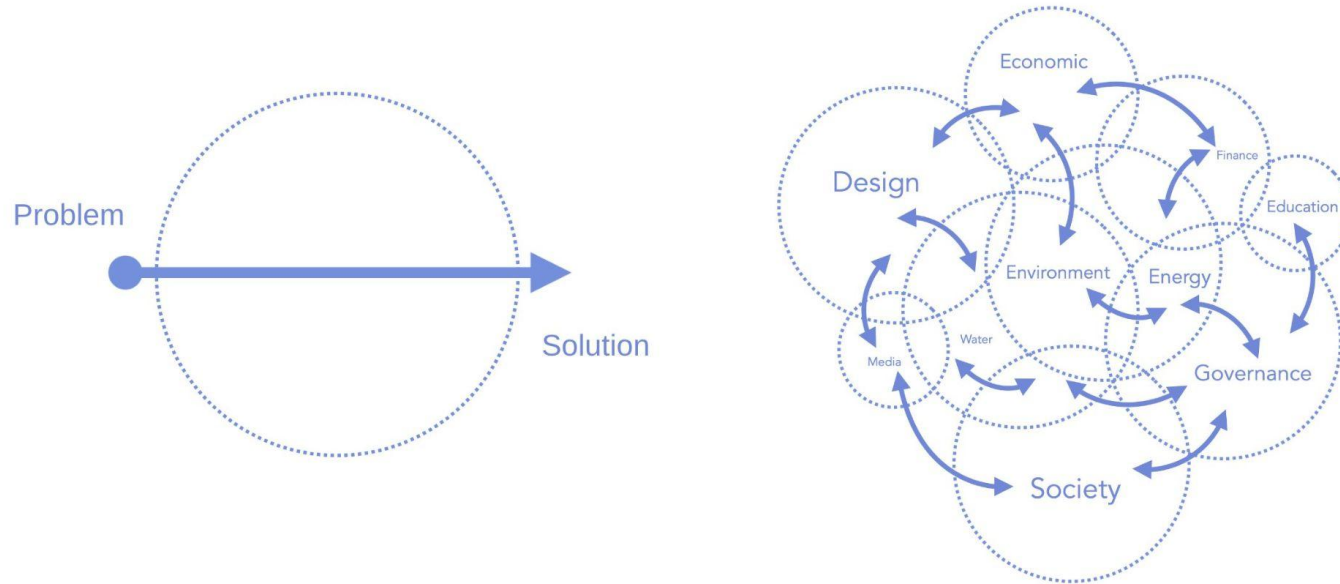 Problem
Solution
Economic
Finance
Design
Education
Environment
Energy
Water
Media
Governance
Society